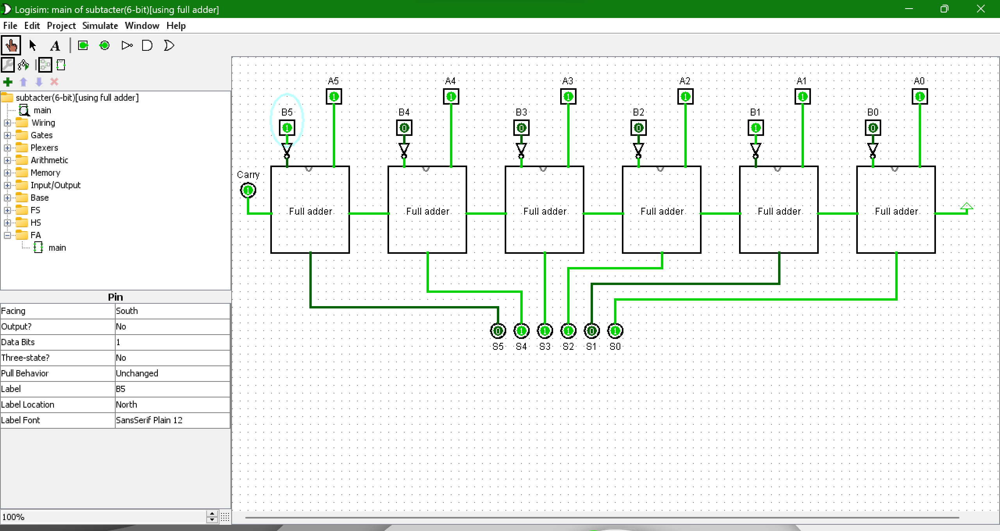 Logisim: main of subtacter(6-bit)[using full adder]
File Edit Project Simulate Window Help
A
subtacter(6-bit)[using full adder]
main
Wiring
Gates
Plexers
Arithmetic
Memory
Input/Output
Base
FS
HS
FA
main
Pin
Facing South
Output? No
Data Bits 1
Three-state? No
Pull Behavior Unchanged
Label B5
Label Location North
Label Font SansSerif Plain 12
100%
A5 A4 A3 A2 A1 A0
1 1 1 1 1 1
B5 B4 B3 B2 B1 B0
1 0 0 0 1 0
Carry
1
Full adder Full adder Full adder Full adder Full adder Full adder
0 1 1 1 0 1
S5 S4 S3 S2 S1 S0